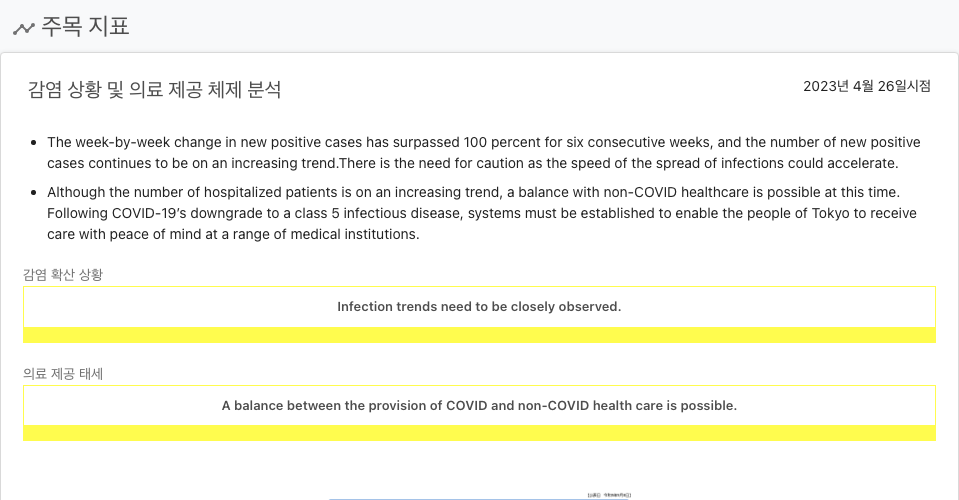 주목 지표
감염 상황 및 의료 제공 체제 분석
2023년 4월 26일시점
The week-by-week change in new positive cases has surpassed 100 percent for six consecutive weeks, and the number of new positive
cases continues to be on an increasing trend.There is the need for caution as the speed of the spread of infections could accelerate.
Although the number of hospitalized patients is on an increasing trend, a balance with non-COVID healthcare is possible at this time.
Following COVID-19’s downgrade to a class 5 infectious disease, systems must be established to enable the people of Tokyo to receive
care with peace of mind at a range of medical institutions.
감염 확산 상황
Infection trends need to be closely observed.
의료 제공 태세
A balance between the provision of COVID and non-COVID health care is possible.